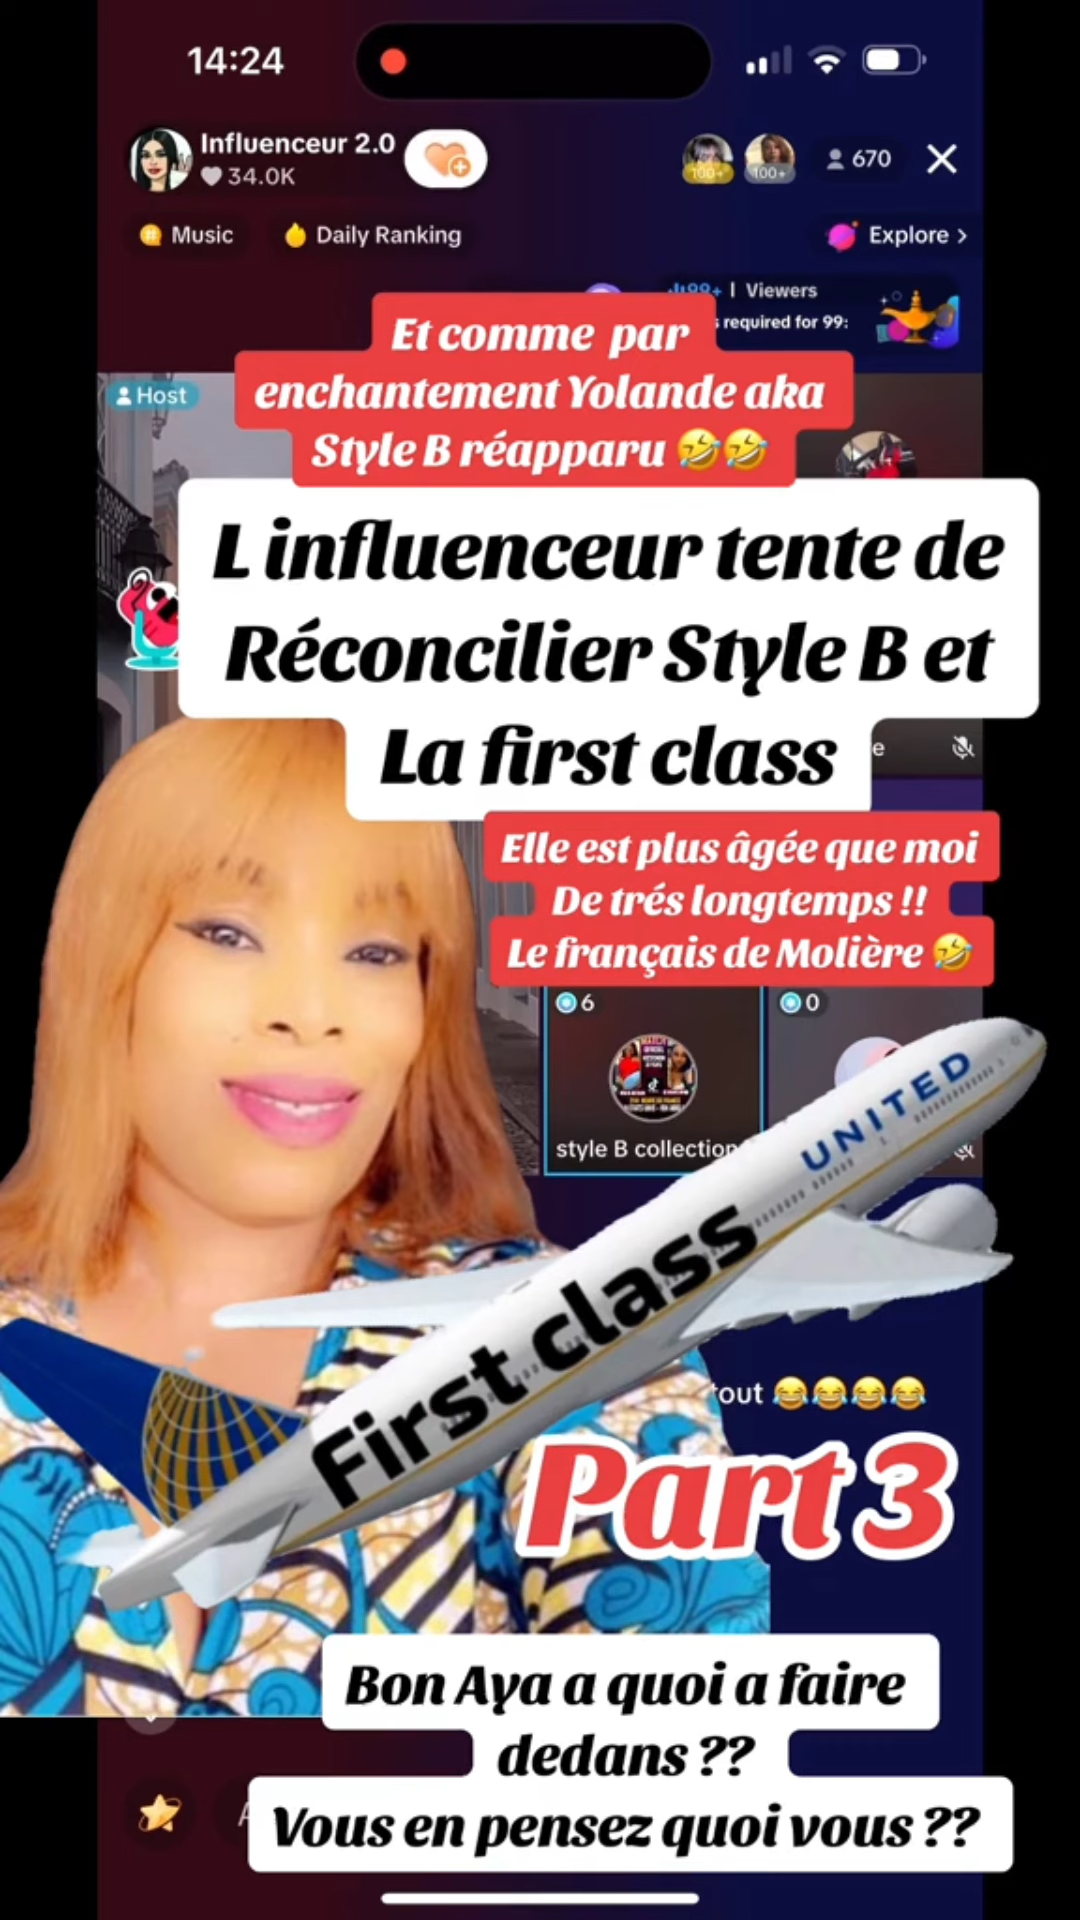 14:24
Influenceur 2.0
34.0K
670
Music
Daily Ranking
Explore >
99+ | Viewers
required for 99:
Host
Et comme par
enchantement Yolande aka
Style B réapparu 🤣🤣
L influenceur tente de
Réconcilier Style B et
La first class
Elle est plus âgée que moi
De trés longtemps !!
Le français de Molière 🤣
6
0
style B collection
UNITED
First class
tout 😂😂😂😂
Part 3
Bon Aya a quoi a faire
dedans ??
Vous en pensez quoi vous ??